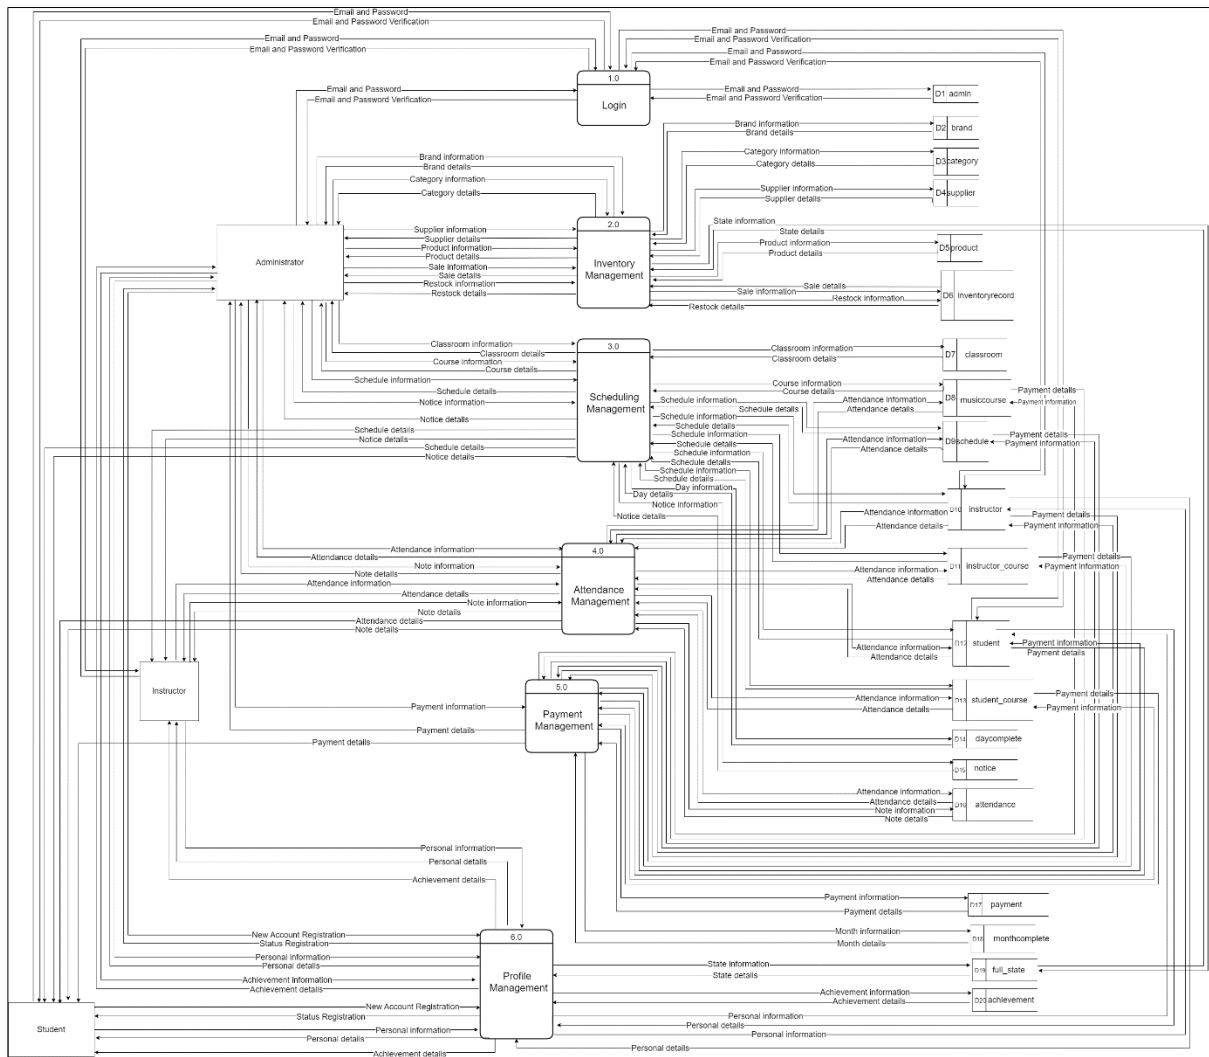 Email and Password
Email and Password Verification
Email and Password
Email and Password Verification
Email and Password
Email and Password Verification
Email and Password
Email and Password Verification
1.0
Login
Email and Password
Email and Password Verification
Email and Password
Email and Password Verification
D1 admin
Brand information
Brand details
D2 brand
Category information
Category details
D3 category
Supplier information
Supplier details
D4 supplier
Brand information
Brand details
Category information
Category details
2.0
Inventory
Management
State information
State details
Product information
Product details
D5 product
Sale details
Sale information
Restock information
Restock details
D6 inventoryrecord
Administrator
Supplier information
Supplier details
Product information
Product details
Sale information
Sale details
Restock information
Restock details
3.0
Scheduling
Management
Classroom information
Classroom details
Course information
Course details
Schedule information
Schedule details
Notice information
Notice details
Schedule details
Notice details
Schedule details
Notice details
Classroom information
Classroom details
D7 classroom
Course information
Course details
Attendance information
Attendance details
D8 musiccourse
Payment details
Payment information
Schedule information
Schedule details
Schedule information
Schedule details
Attendance information
Attendance details
D9 schedule
Payment details
Payment information
Schedule information
Schedule details
Schedule details
Schedule information
Schedule details
Day information
Day details
Notice information
Notice details
D10 instructor
Attendance information
Attendance details
Payment details
Payment information
4.0
Attendance
Management
Attendance information
Attendance details
Note information
Note details
Attendance information
Attendance details
Note information
Note details
Attendance details
Note details
D11 instructor_course
Attendance information
Attendance details
Payment details
Payment information
D12 student
Attendance information
Attendance details
Payment information
Payment details
Instructor
5.0
Payment
Management
Payment information
Payment details
Payment details
D13 student_course
Attendance information
Attendance details
Payment details
Payment information
D14 daycomplete
D15 notice
Attendance information
Attendance details
Note information
Note details
D16 attendance
Personal information
Personal details
Achievement details
Payment information
Payment details
D17 payment
Month information
Month details
D18 monthcomplete
6.0
Profile
Management
New Account Registration
Status Registration
Personal information
Personal details
Achievement information
Achievement details
State information
State details
D19 full_state
Achievement information
Achievement details
D20 achievement
Student
New Account Registration
Status Registration
Personal information
Personal details
Achievement details
Personal information
Personal details
Personal information
Personal details